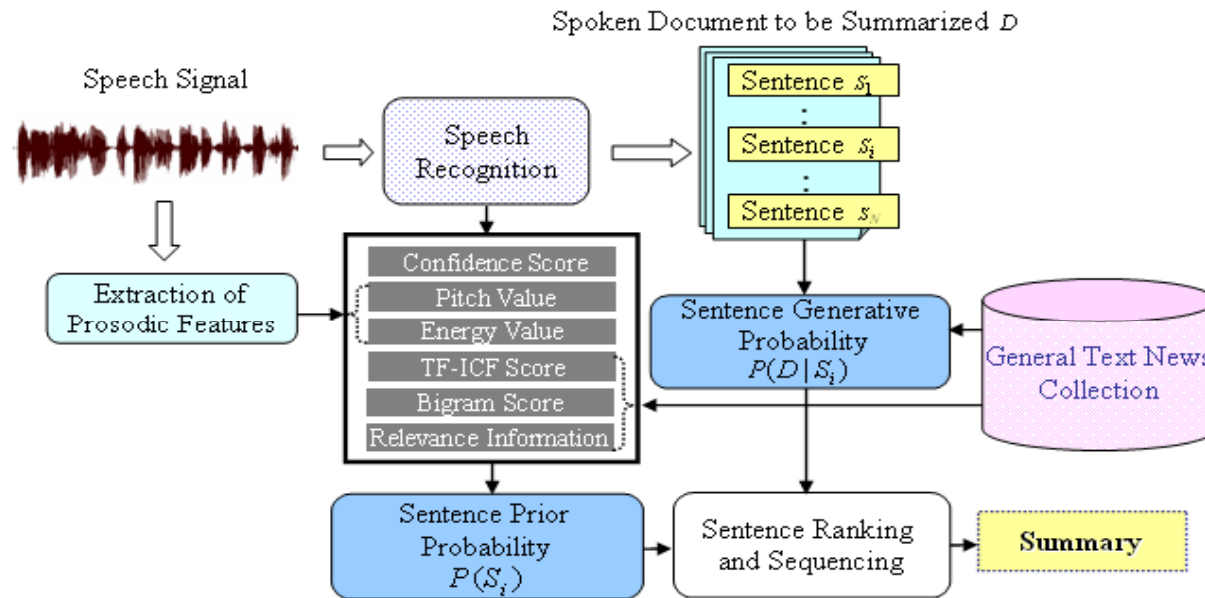 Spoken Document to be Summarized D
Speech Signal
Sentence s1
:
Speech
Recognition
Sentence si
:
Sentence sN
Confidence Score
Extraction of
Prosodic Features
Pitch Value
Energy Value
TF-ICF Score
Bigram Score
Relevance Information
Sentence Generative
Probability
P(D|Si)
General Text News
Collection
Sentence Prior
Probability
P(Si)
Sentence Ranking
and Sequencing
Summary